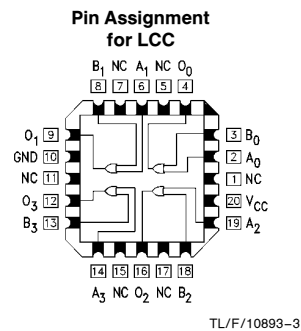 Pin Assignment
for LCC
B₁ NC A₁ NC O₀
8 7 6 5 4
O₁ 9
GND 10
NC 11
O₃ 12
B₃ 13
3 B₀
2 A₀
1 NC
20 V_CC
19 A₂
14 15 16 17 18
A₃ NC O₂ NC B₂
TL/F/10893–3